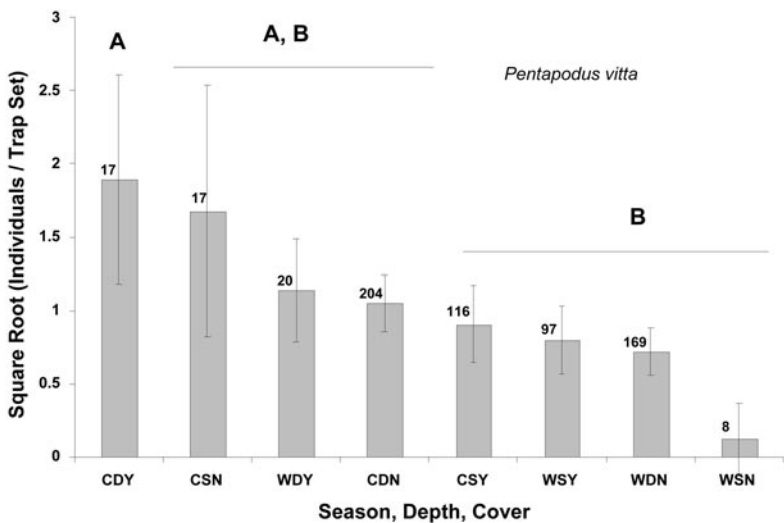 3
2.5
2
1.5
1
0.5
0
Square Root (Individuals / Trap Set)
A
A, B
Pentapodus vitta
B
17
17
20
204
116
97
169
8
CDY CSN WDY CDN CSY WSY WDN WSN
Season, Depth, Cover